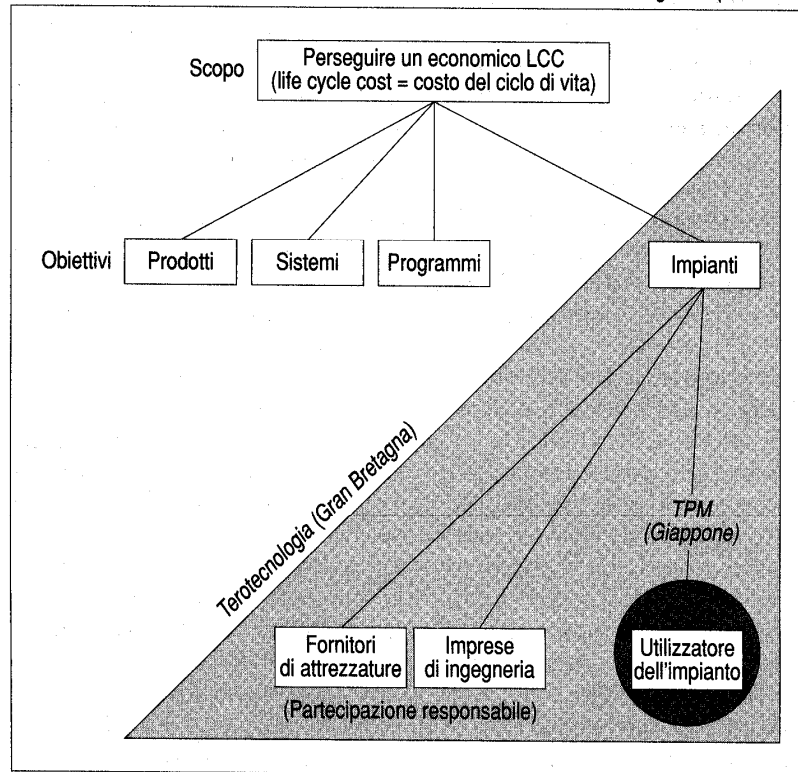 Scopo
Perseguire un economico LCC
(life cycle cost = costo del ciclo di vita)
Obiettivi
Prodotti
Sistemi
Programmi
Impianti
Terotecnologia (Gran Bretagna)
TPM
(Giappone)
Fornitori
di attrezzature
Imprese
di ingegneria
Utilizzatore
dell'impianto
(Partecipazione responsabile)